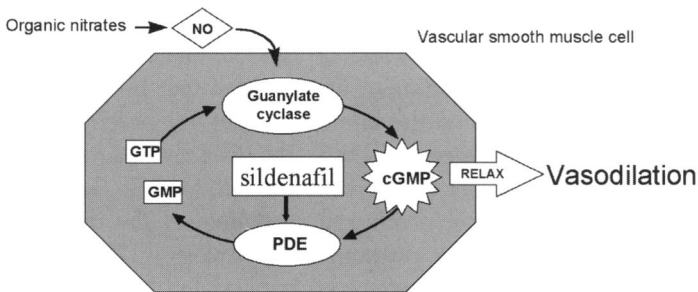 Organic nitrates
NO
Vascular smooth muscle cell
Guanylate
cyclase
GTP
GMP
sildenafil
cGMP
RELAX
Vasodilation
PDE